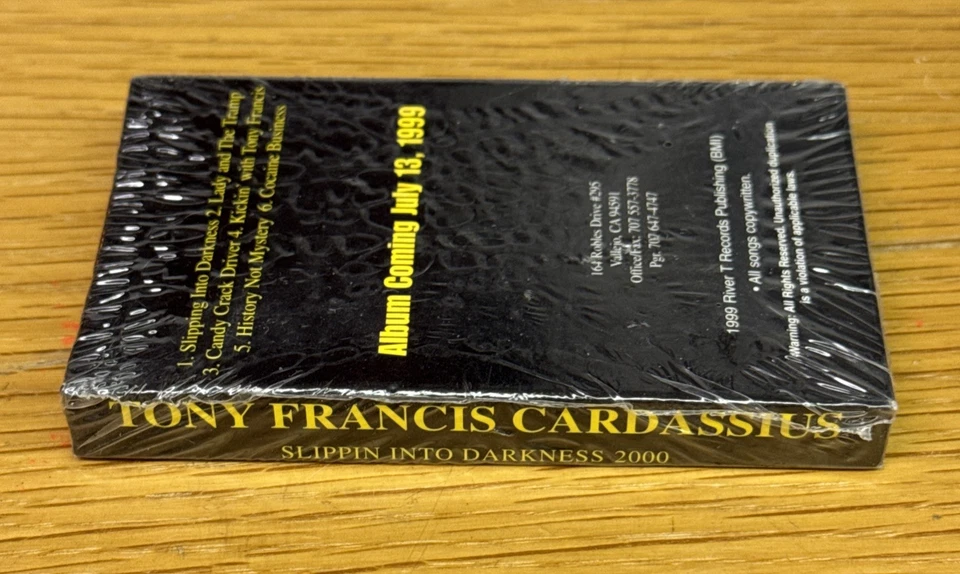 1. Slipping Into Darkness 2. Lady and The Tramp
3. Candy Crack Driver 4. Kickin' with Tony Francis
5. History Not Mystery 6. Cocaine Business
Album Coming July 13, 1999
164 Robles Drive #295
Vallejo, CA 94591
Office/Fax: 707 557-3778
Pgr. 707 647-4747
1999 River T Records Publishing (BMI)
• All songs copywritten.
Warning: All Rights Reserved. Unauthorized duplication
is a violation of applicable laws.
TONY FRANCIS CARDASSIUS
SLIPPIN INTO DARKNESS 2000